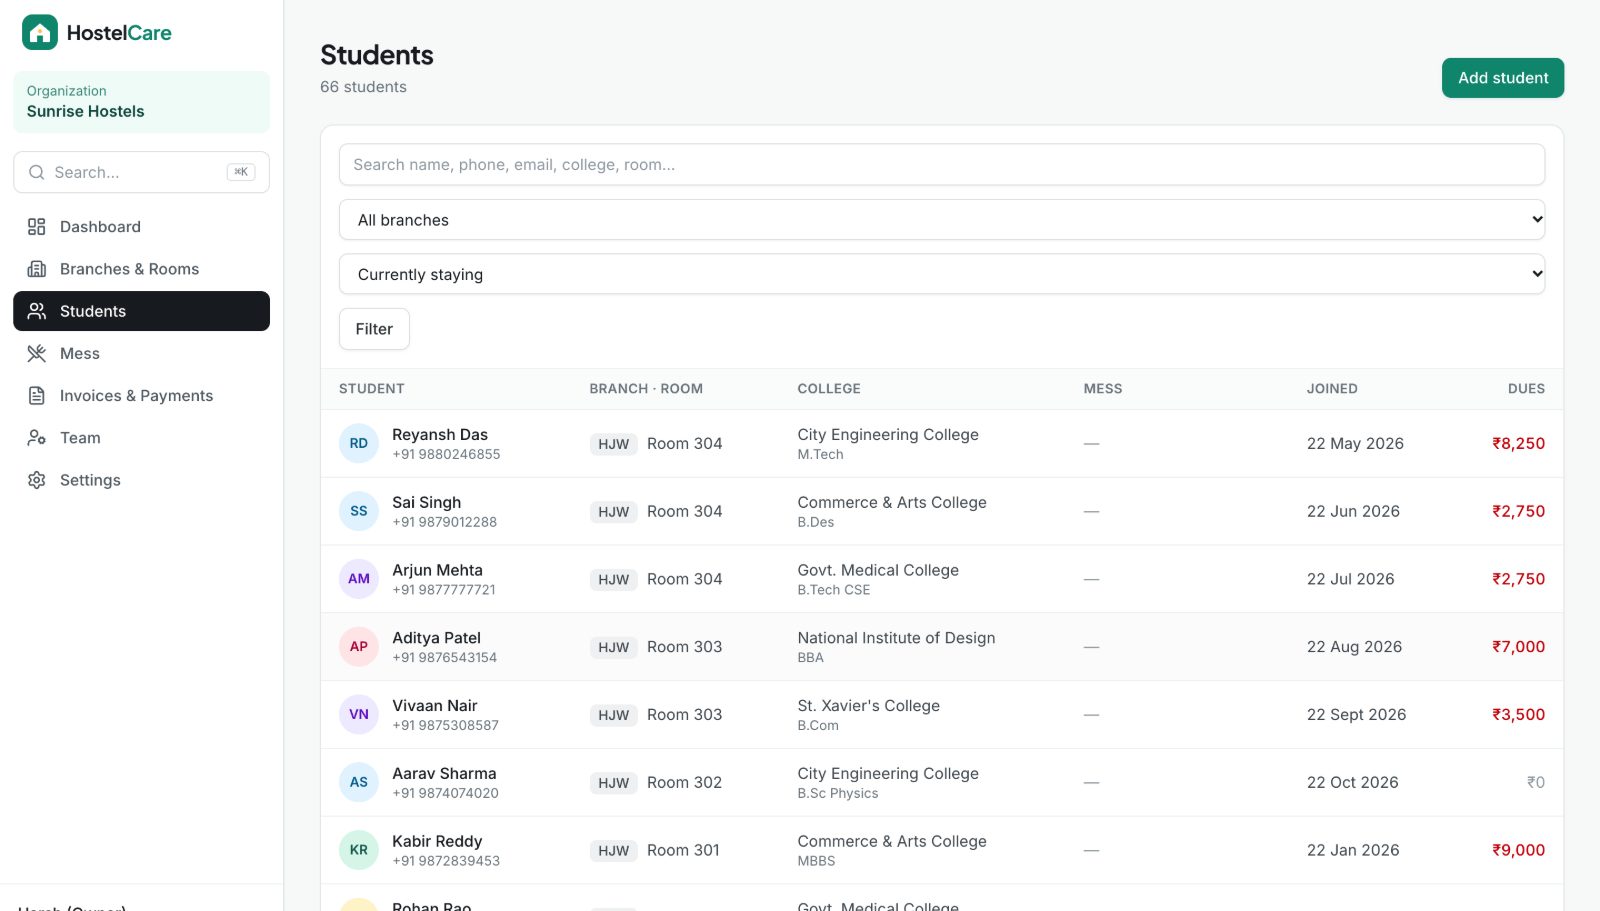 HostelCare
Organization
Sunrise Hostels
Search...
⌘K
Dashboard
Branches & Rooms
Students
Mess
Invoices & Payments
Team
Settings
Students
66 students
Add student
Search name, phone, email, college, room...
All branches
Currently staying
Filter
STUDENT BRANCH · ROOM COLLEGE MESS JOINED DUES
RD Reyansh Das HJW Room 304 City Engineering College — 22 May 2026 ₹8,250
+91 9880246855 M.Tech
SS Sai Singh HJW Room 304 Commerce & Arts College — 22 Jun 2026 ₹2,750
+91 9879012288 B.Des
AM Arjun Mehta HJW Room 304 Govt. Medical College — 22 Jul 2026 ₹2,750
+91 9877777721 B.Tech CSE
AP Aditya Patel HJW Room 303 National Institute of Design — 22 Aug 2026 ₹7,000
+91 9876543154 BBA
VN Vivaan Nair HJW Room 303 St. Xavier's College — 22 Sept 2026 ₹3,500
+91 9875308587 B.Com
AS Aarav Sharma HJW Room 302 City Engineering College — 22 Oct 2026 ₹0
+91 9874074020 B.Sc Physics
KR Kabir Reddy HJW Room 301 Commerce & Arts College — 22 Jan 2026 ₹9,000
+91 9872839453 MBBS
Rohan Rao Govt. Medical College